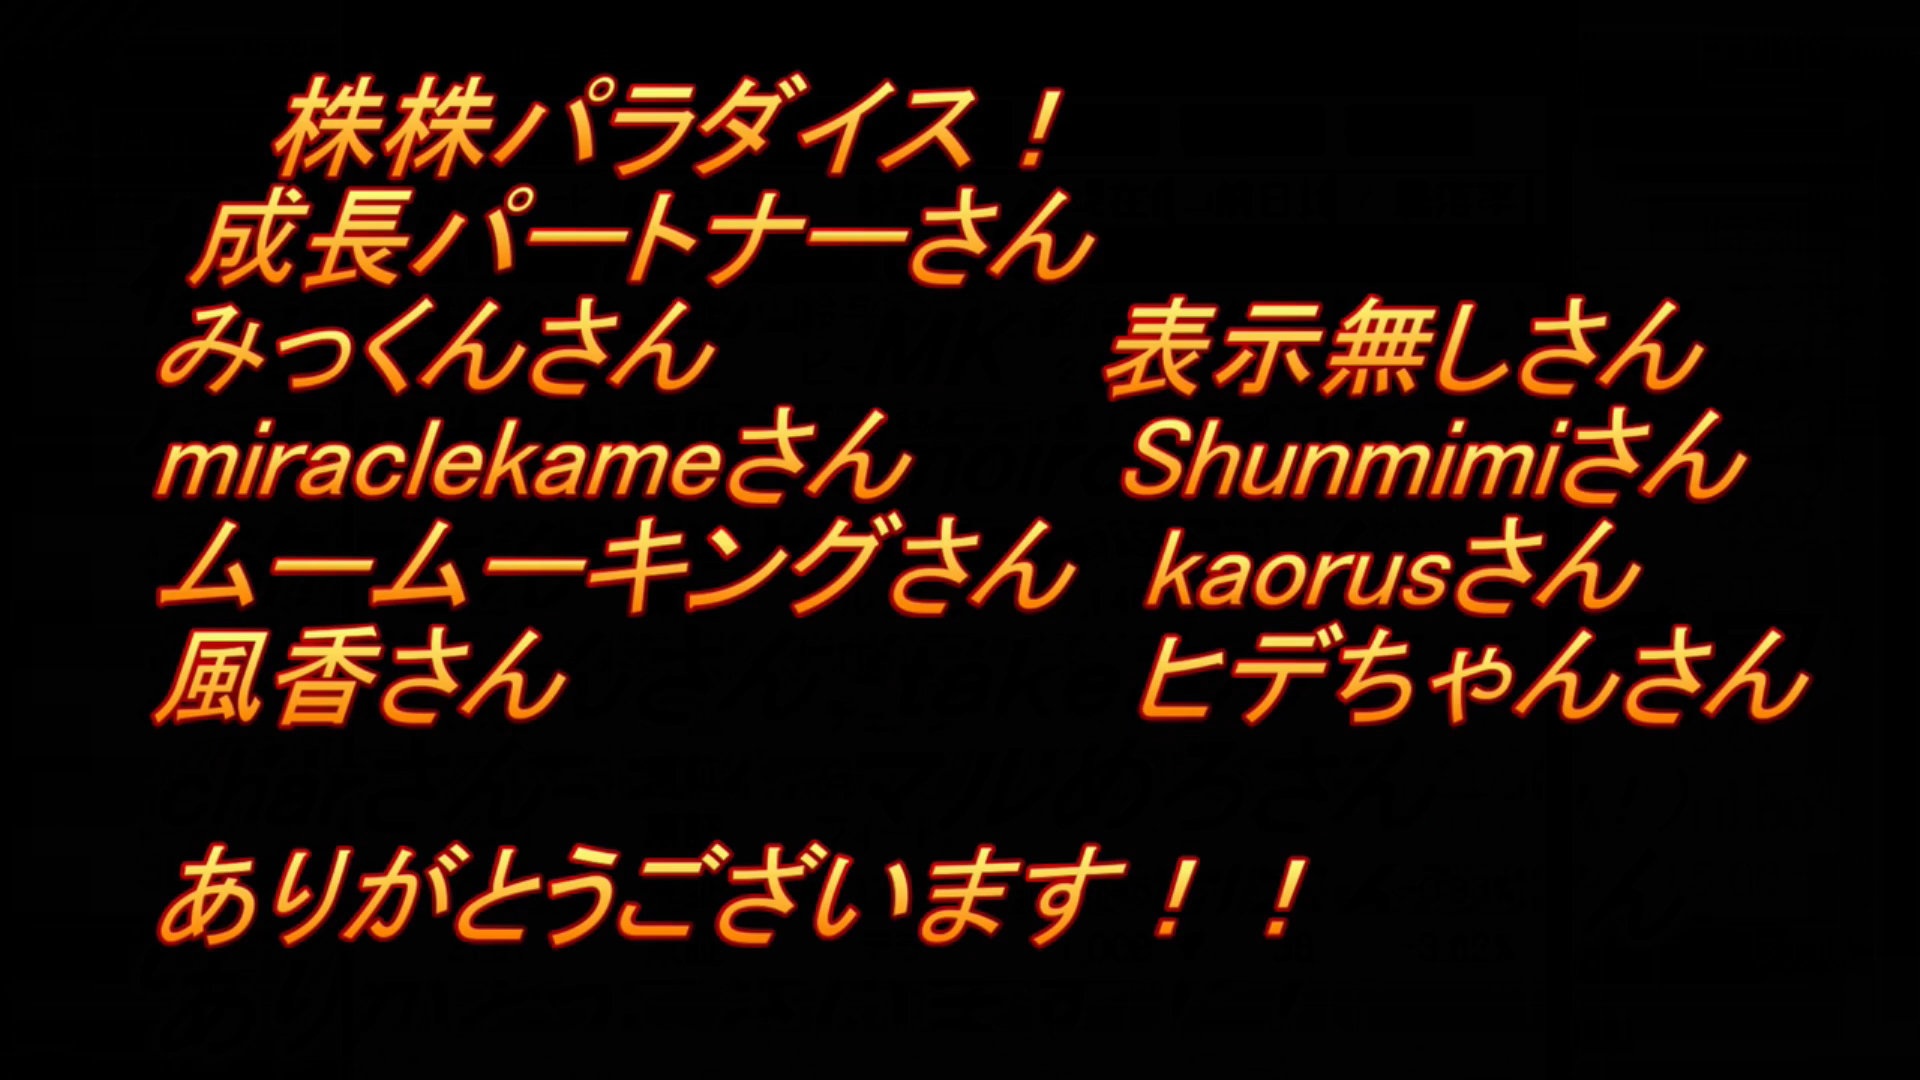 株株パラダイス！
成長パートナーさん
みっくんさん 表示無しさん
miraclekameさん Shunmimiさん
ムームーキングさん kaorusさん
風香さん ヒデちゃんさん
ありがとうございます！！